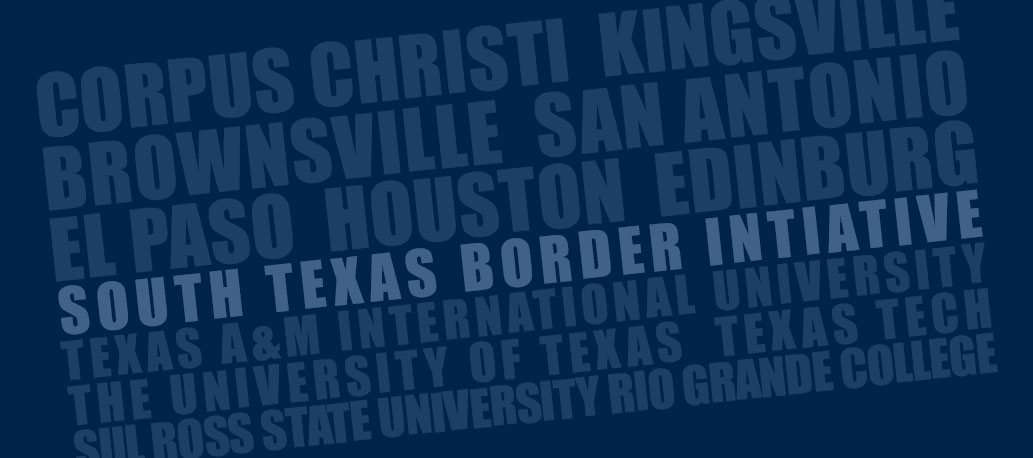 CORPUS CHRISTI KINGSVILLE
BROWNSVILLE SAN ANTONIO
EL PASO HOUSTON EDINBURG
SOUTH TEXAS BORDER INTIATIVE
TEXAS A&M INTERNATIONAL UNIVERSITY
THE UNIVERSITY OF TEXAS TEXAS TECH
SUL ROSS STATE UNIVERSITY RIO GRANDE COLLEGE